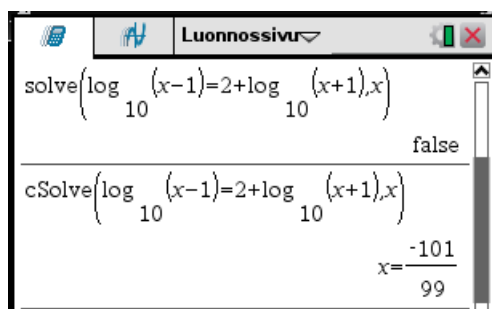 Luonnossivu
solve(log₁₀(x-1)=2+log₁₀(x+1),x)
false
cSolve(log₁₀(x-1)=2+log₁₀(x+1),x)
x=-101/99